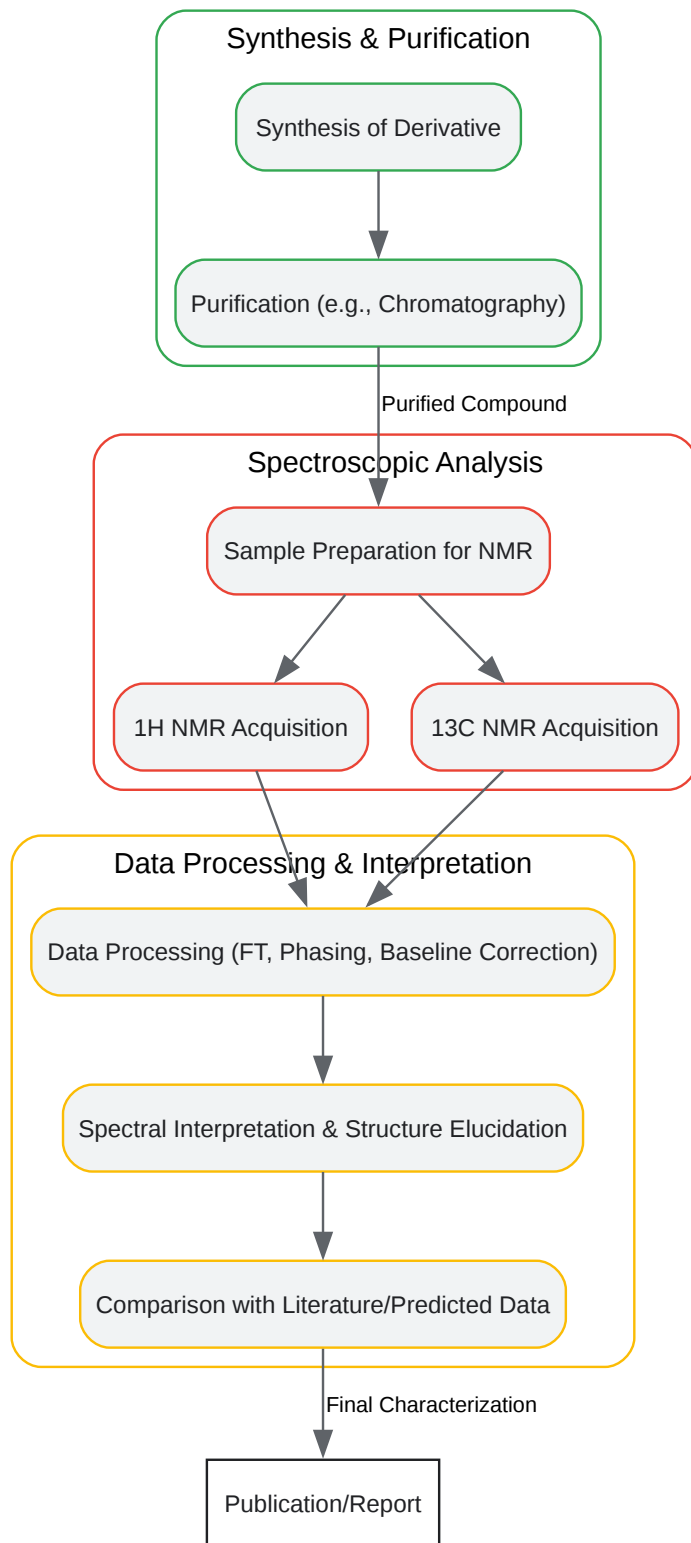 Synthesis & Purification
Synthesis of Derivative
Purification (e.g., Chromatography)
Purified Compound
Spectroscopic Analysis
Sample Preparation for NMR
1H NMR Acquisition
13C NMR Acquisition
Data Processing & Interpretation
Data Processing (FT, Phasing, Baseline Correction)
Spectral Interpretation & Structure Elucidation
Comparison with Literature/Predicted Data
Final Characterization
Publication/Report